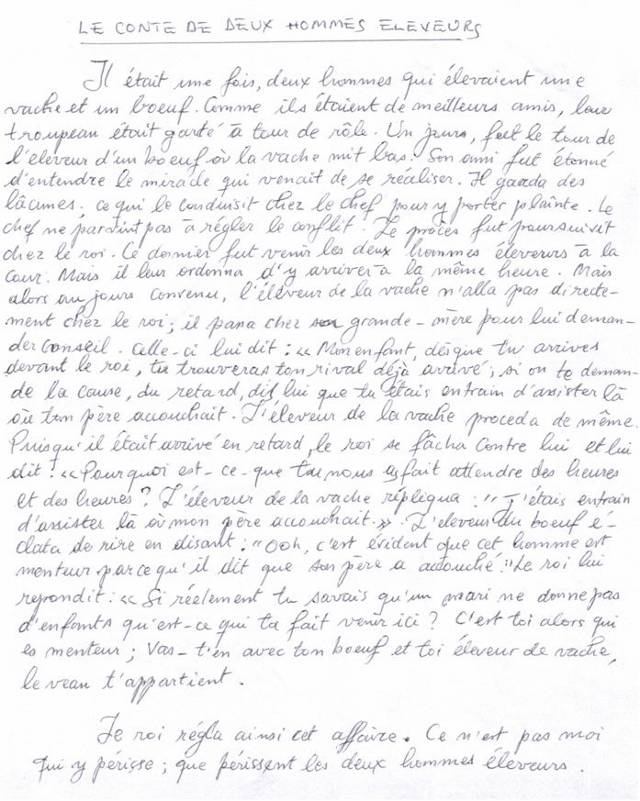 LE CONTE DE DEUX HOMMES ELEVEURS
Il était une fois, deux hommes qui élevaient une
vache et un boeuf. Comme ils étaient de meilleurs amis, leur
troupeau était gardé à tour de rôle. Un jours, fut le tour de
l'éleveur d'un boeuf où la vache mit bas. Son ami fut étonné
d'entendre le miracle qui venait de se réaliser. Il garda des
lacunes. ce qui le conduisit chez le chef pour y porter plainte. Le
chef ne parvint pas à régler le conflit. Le procès fut poursuivit
chez le roi. Ce dernier fut venir les deux hommes éleveurs à la
cour. Mais il leur ordonna d'y arriver à la même heure. Mais
alors au jours convenu, l'éleveur de la vache n'alla pas directe-
ment chez le roi ; il passa chez sa grande-mère pour lui deman-
der conseil. Celle-ci lui dit : « Mon enfant, dès que tu arrives
devant le roi, tu trouveras ton rival déjà arrivé ; si on te deman-
de la cause, du retard, dis lui que tu étais entrain d'assister là
où ton père accouchait. L'éleveur de la vache proceda de même.
Puisqu'il était arrivé en retard, le roi se fâcha contre lui et lui
dit : « Pourquoi est-ce-que tu nous as fait attendre des heures
et des heures ? L'éleveur de la vache répliqua : "J'étais entrain
d'assister là où mon père accouchait. ». L'eleveur du boeuf é-
clata de rire en disant : "Ooh, c'est évident que cet homme est
menteur parce qu'il dit que son père a accouché." Le roi lui
repondit : « Si réelement tu savais qu'un mari ne donne pas
d'enfants qu'est-ce qui t'a fait venir ici ? C'est toi alors qui
es menteur ; Vas-t'en avec ton boeuf et toi éleveur de vache,
le veau t'appartient.
Le roi régla ainsi cet affaire. Ce n'est pas moi
qui y périsse ; que périssent les deux hommes éleveurs.